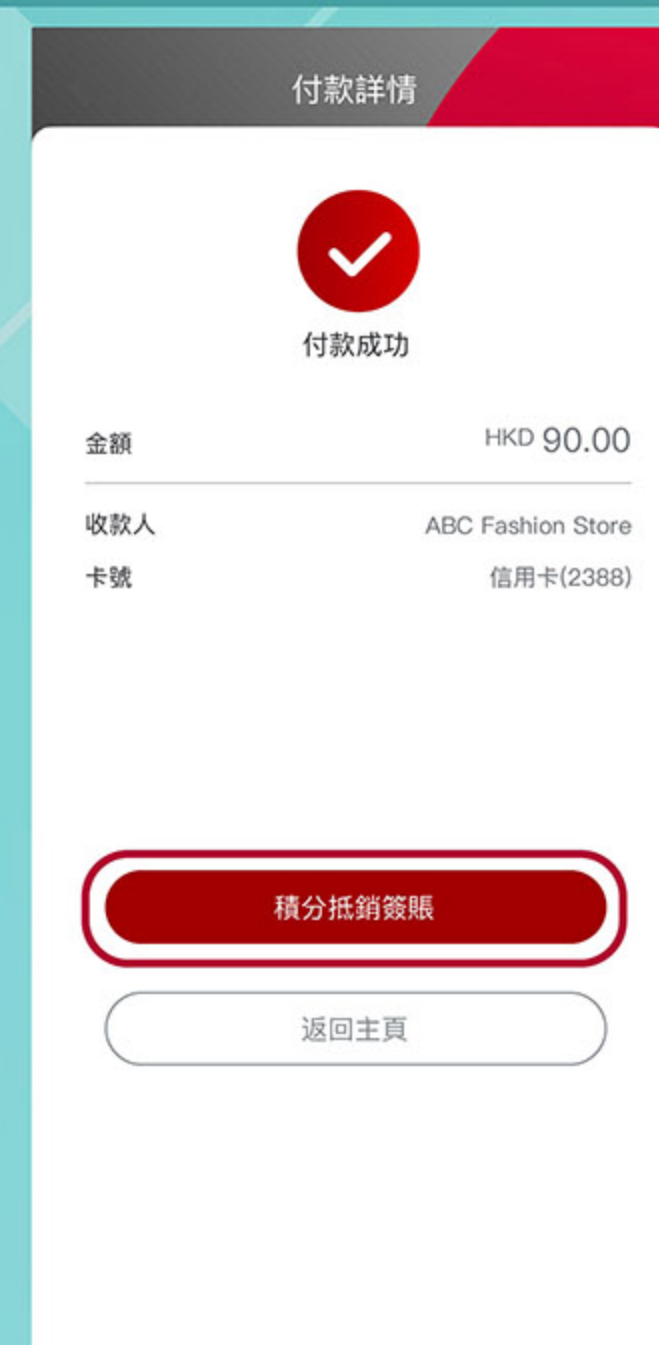 付款詳情
付款成功
金額 HKD 90.00
收款人 ABC Fashion Store
卡號 信用卡(2388)
積分抵銷簽賬
返回主頁